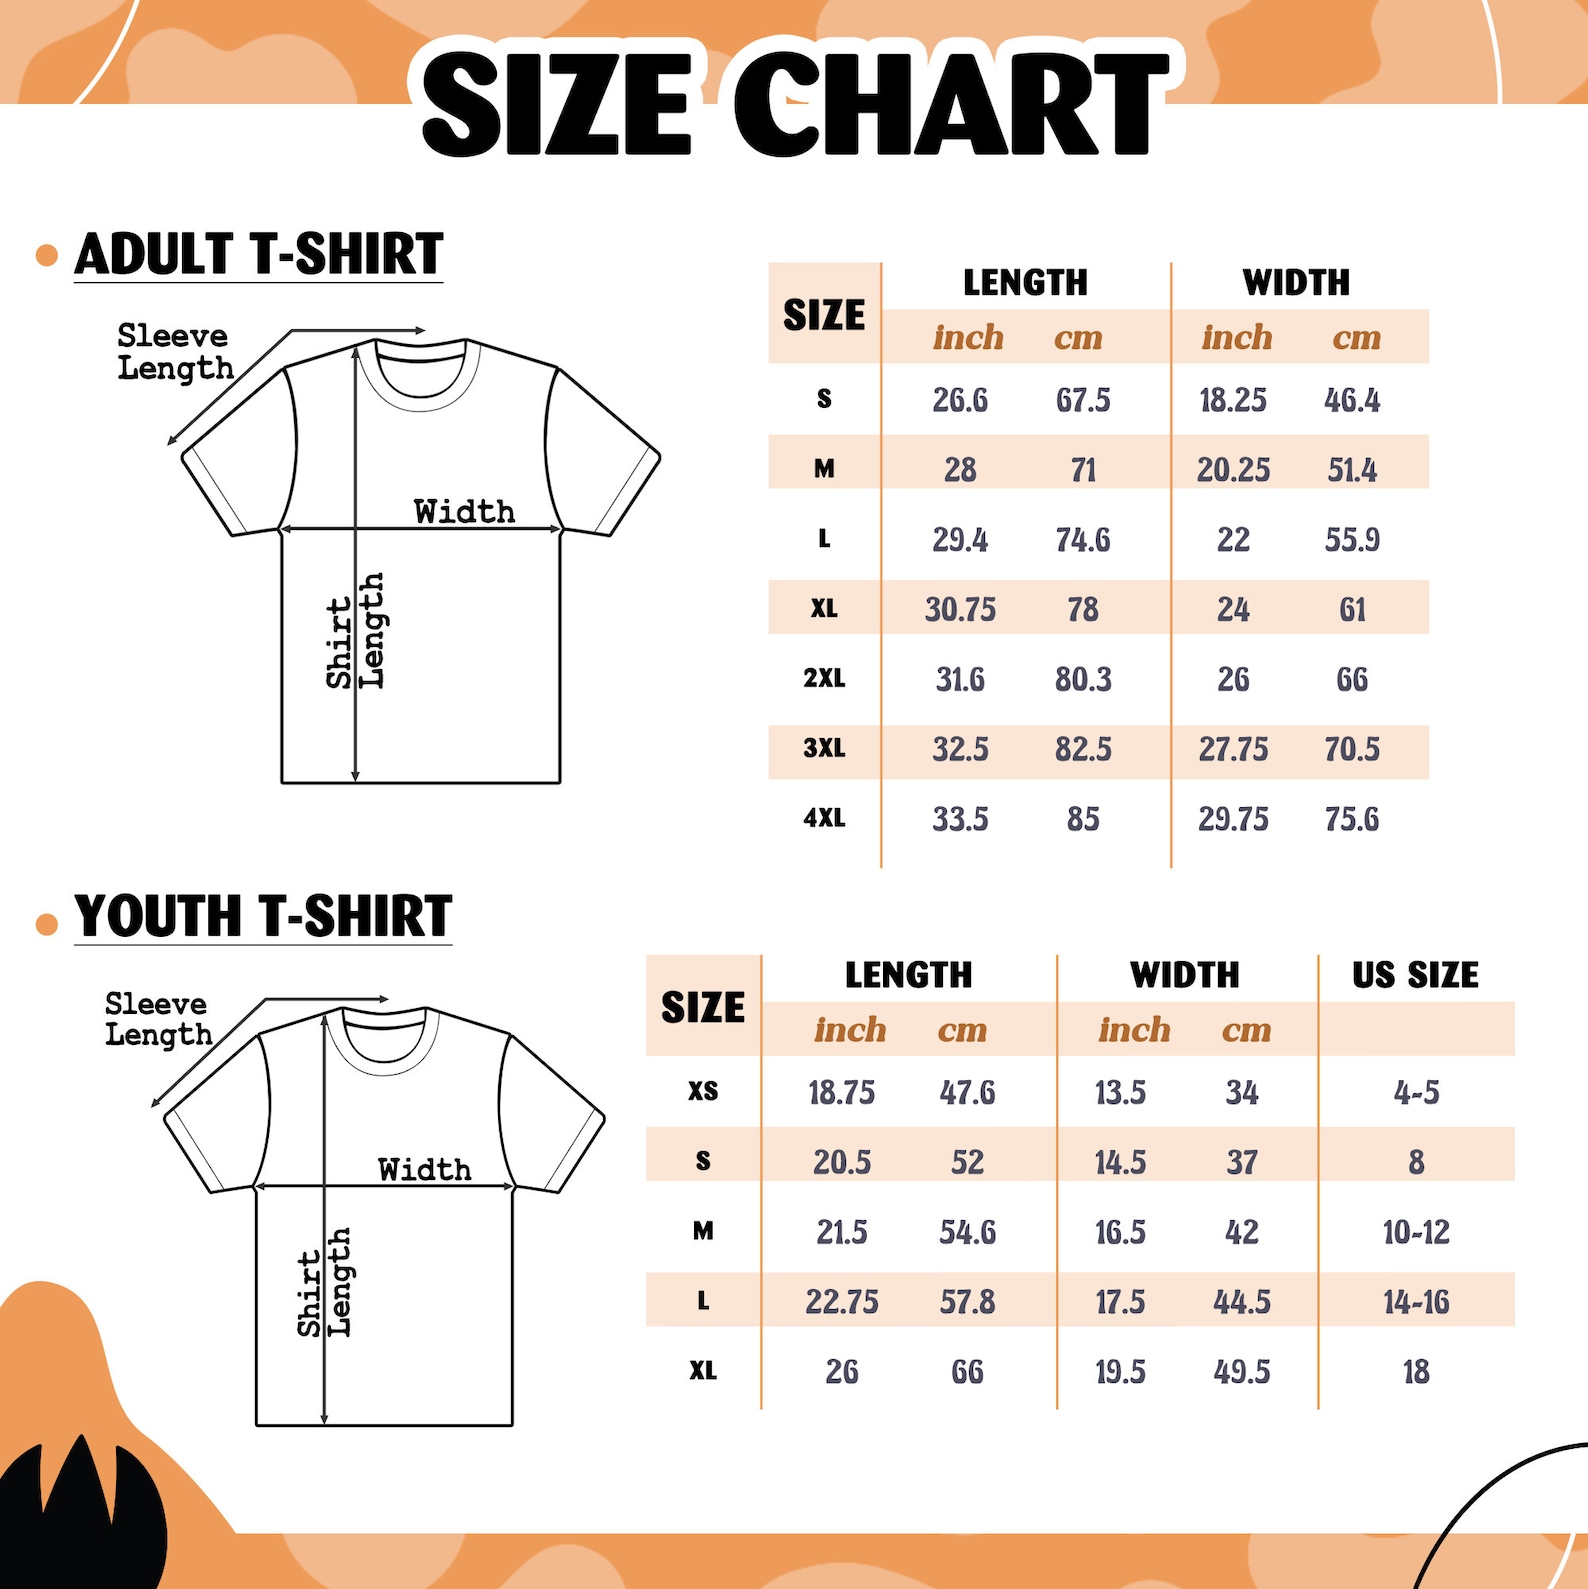 SIZE CHART
ADULT T-SHIRT
Sleeve
Length
Width
Shirt
Length
SIZE LENGTH WIDTH
inch cm inch cm
S 26.6 67.5 18.25 46.4
M 28 71 20.25 51.4
L 29.4 74.6 22 55.9
XL 30.75 78 24 61
2XL 31.6 80.3 26 66
3XL 32.5 82.5 27.75 70.5
4XL 33.5 85 29.75 75.6
YOUTH T-SHIRT
Sleeve
Length
Width
Shirt
Length
SIZE LENGTH WIDTH US SIZE
inch cm inch cm
XS 18.75 47.6 13.5 34 4-5
S 20.5 52 14.5 37 8
M 21.5 54.6 16.5 42 10-12
L 22.75 57.8 17.5 44.5 14-16
XL 26 66 19.5 49.5 18